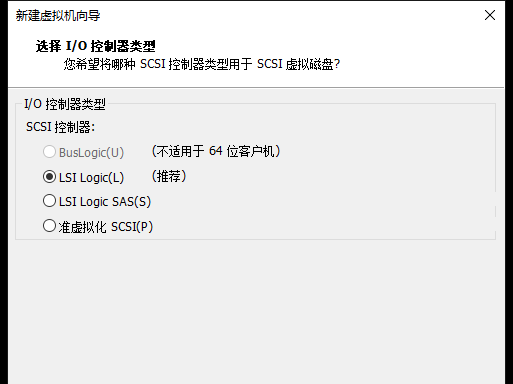 新建虚拟机向导
选择 I/O 控制器类型
您希望将哪种 SCSI 控制器类型用于 SCSI 虚拟磁盘?
I/O 控制器类型
SCSI 控制器:
BusLogic(U) (不适用于 64 位客户机)
LSI Logic(L) (推荐)
LSI Logic SAS(S)
准虚拟化 SCSI(P)